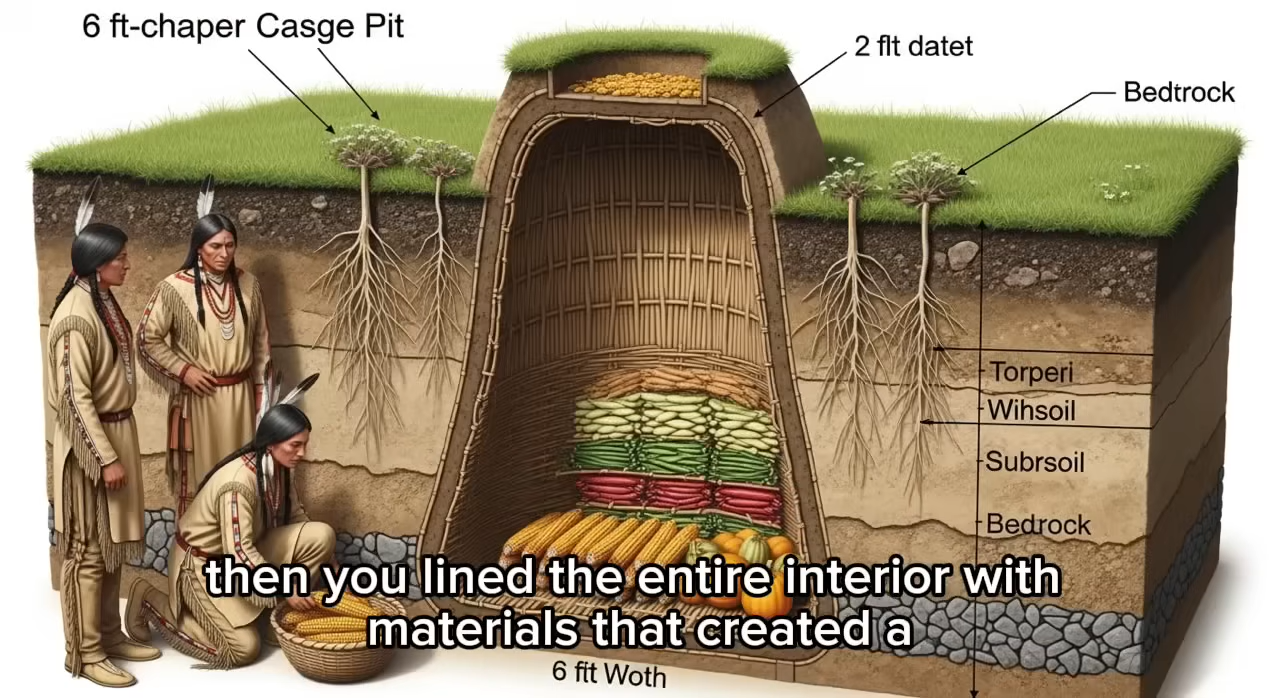 6 ft-chaper Casge Pit
2 flt datet
Bedtrock
Torperi
Wihsoil
Subrsoil
Bedrock
then you lined the entire interior with
materials that created a
6 fit Woth